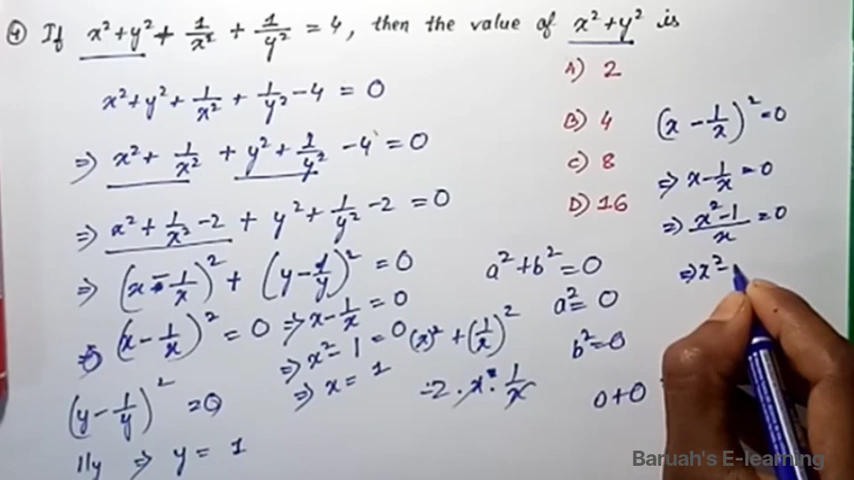 ④ If x² + y² + 1/x² + 1/y² = 4, then the value of x² + y² is
A) 2
B) 4
C) 8
D) 16
x² + y² + 1/x² + 1/y² - 4 = 0
⇒ x² + 1/x² + y² + 1/y² - 4 = 0
⇒ x² + 1/x² - 2 + y² + 1/y² - 2 = 0
⇒ (x - 1/x)² + (y - 1/y)² = 0
⇒ (x - 1/x)² = 0 ⇒ x - 1/x = 0
⇒ x² - 1 = 0
⇒ x = 1
(y - 1/y)² = 0
lly ⇒ y = 1
a² + b² = 0
a² = 0
b² = 0
0 + 0
(x)² + (1/x)²
- 2 . x . 1/x
(x - 1/x)² = 0
⇒ x - 1/x = 0
⇒ x² - 1/x = 0
⇒ x² -
Baruah's E-learning